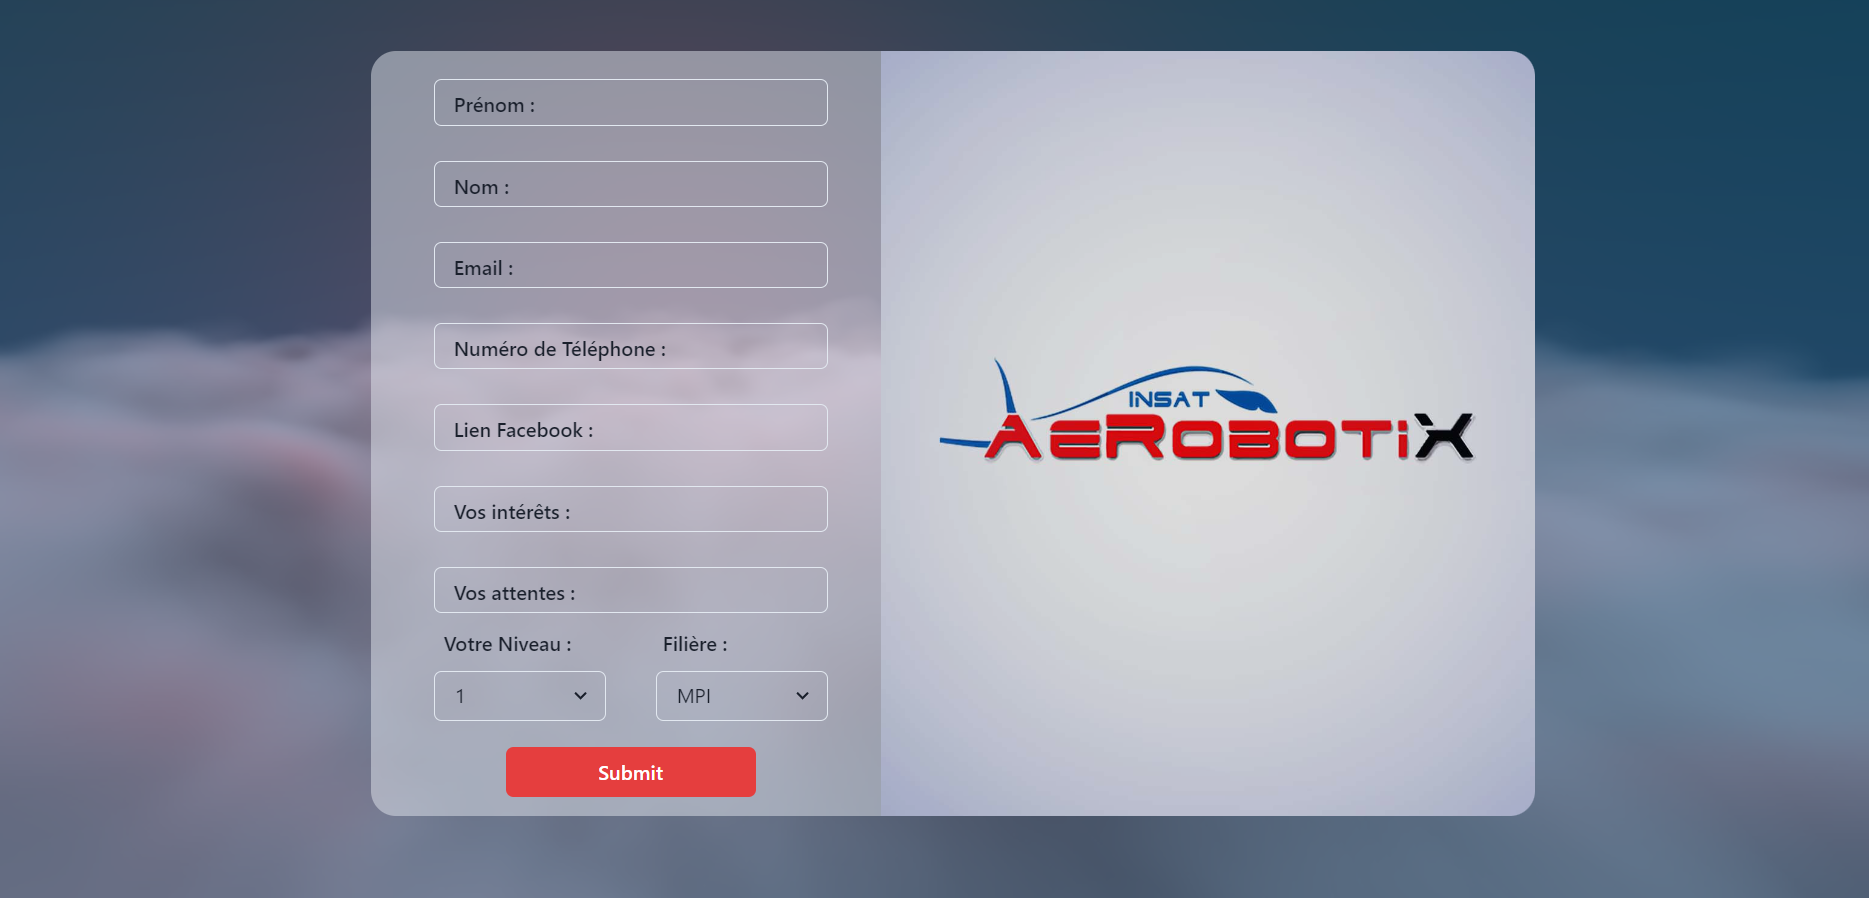 Prénom :
Nom :
Email :
Numéro de Téléphone :
Lien Facebook :
Vos intérêts :
Vos attentes :
Votre Niveau : Filière :
1 MPI
Submit
INSAT
AEROBOTiX